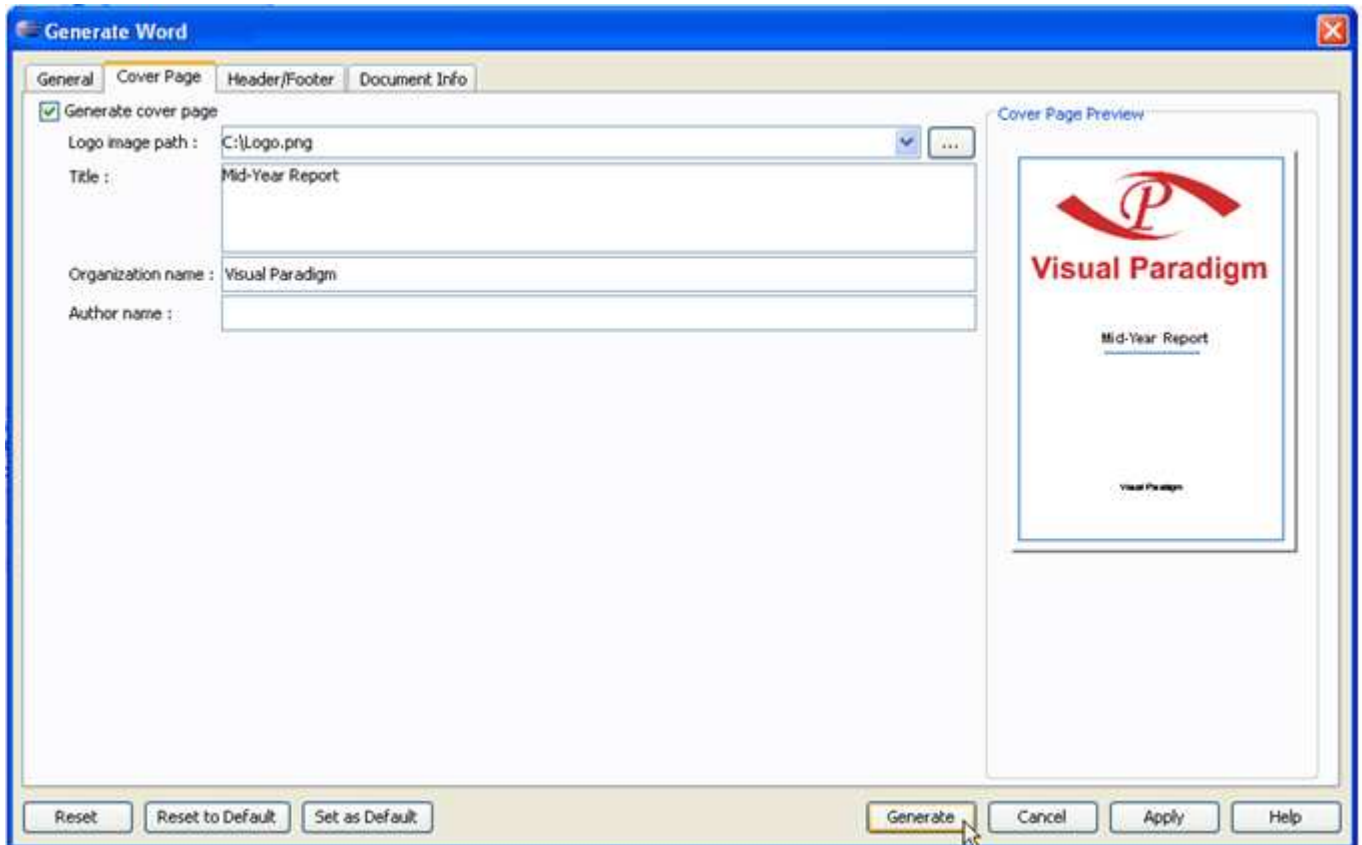 Generate Word
General Cover Page Header/Footer Document Info
Generate cover page
Logo image path : C:\Logo.png ...
Title : Mid-Year Report
Organization name : Visual Paradigm
Author name :
Cover Page Preview
P
Visual Paradigm
Mid-Year Report
Visual Paradigm
Reset Reset to Default Set as Default Generate Cancel Apply Help